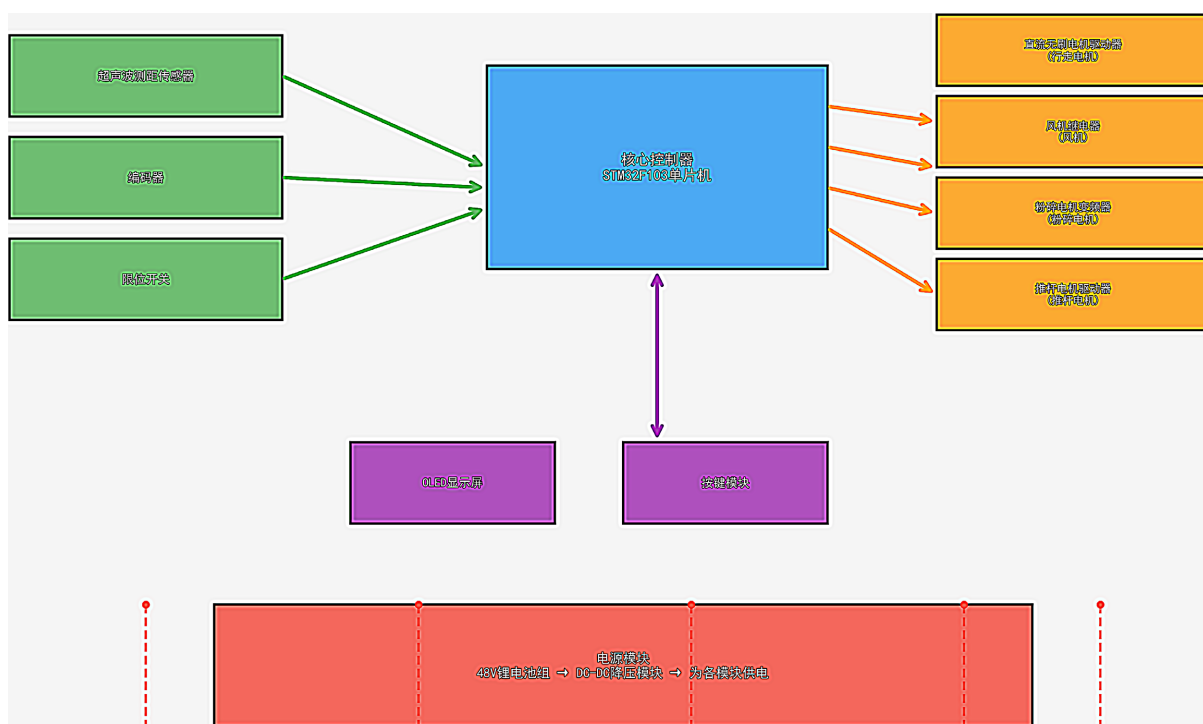 超声波测距传感器
编码器
限位开关
核心控制器
STM32F103单片机
直流无刷电机驱动器
(行走电机)
风机继电器
(风机)
粉碎电机变频器
(粉碎电机)
推杆电机驱动器
(推杆电机)
OLED显示屏
按键模块
电源模块
48V锂电池组 → DC-DC降压模块 → 为各模块供电